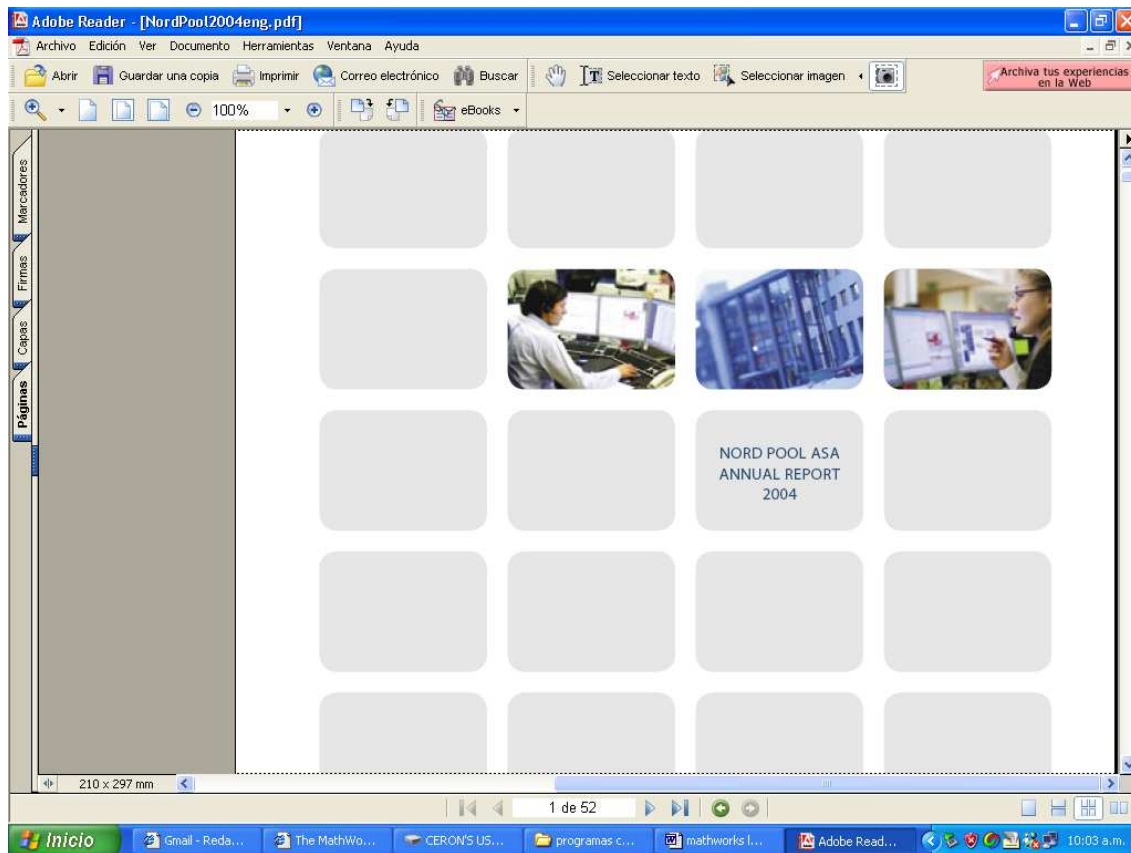 Adobe Reader - [NordPool2004eng.pdf]
Archivo Edición Ver Documento Herramientas Ventana Ayuda
Abrir Guardar una copia Imprimir Correo electrónico Buscar Seleccionar texto Seleccionar imagen
Archiva tus experiencias
en la Web
100% eBooks
Marcadores
Firmas
Capas
Páginas
NORD POOL ASA
ANNUAL REPORT
2004
210 x 297 mm
1 de 52
Inicio Gmail - Reda... The MathWo... CERON'S US... programas c... mathworks l... Adobe Read... 10:03 a.m.